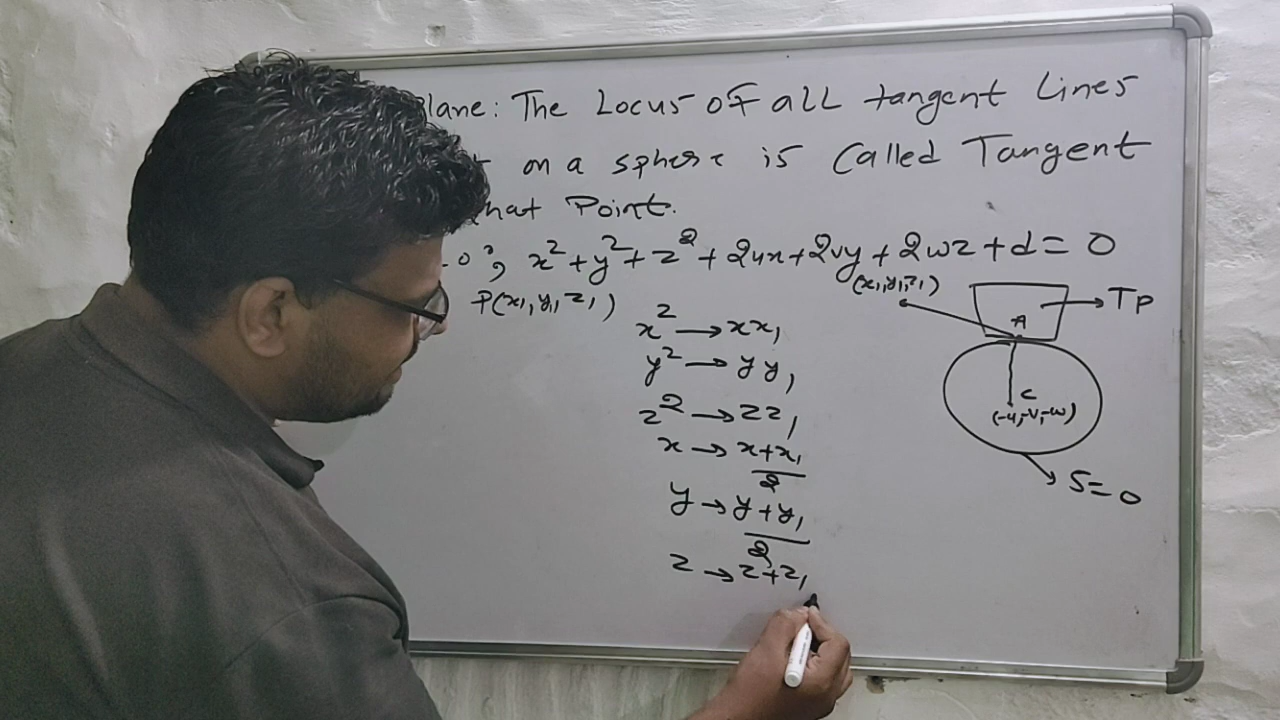 lane: The Locus of all tangent Lines
on a sphere is Called Tangent
that Point.
=0; x²+y²+z²+2ux+2vy+2wz+d=0
P(x₁,y₁,z₁)
(x₁,y₁,z₁)
Tp
A
C
(-u,-v,-w)
S=0
x²→xx₁
y²→yy₁
z²→zz₁
x→x+x₁/2
y→y+y₁/2
z→z+z₁